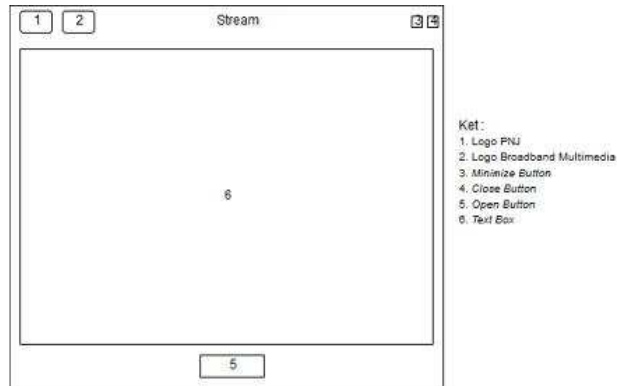 1 2 Stream 3 4
6
5
Ket :
1. Logo PNJ
2. Logo Broadband Multimedia
3. Minimize Button
4. Close Button
5. Open Button
6. Text Box